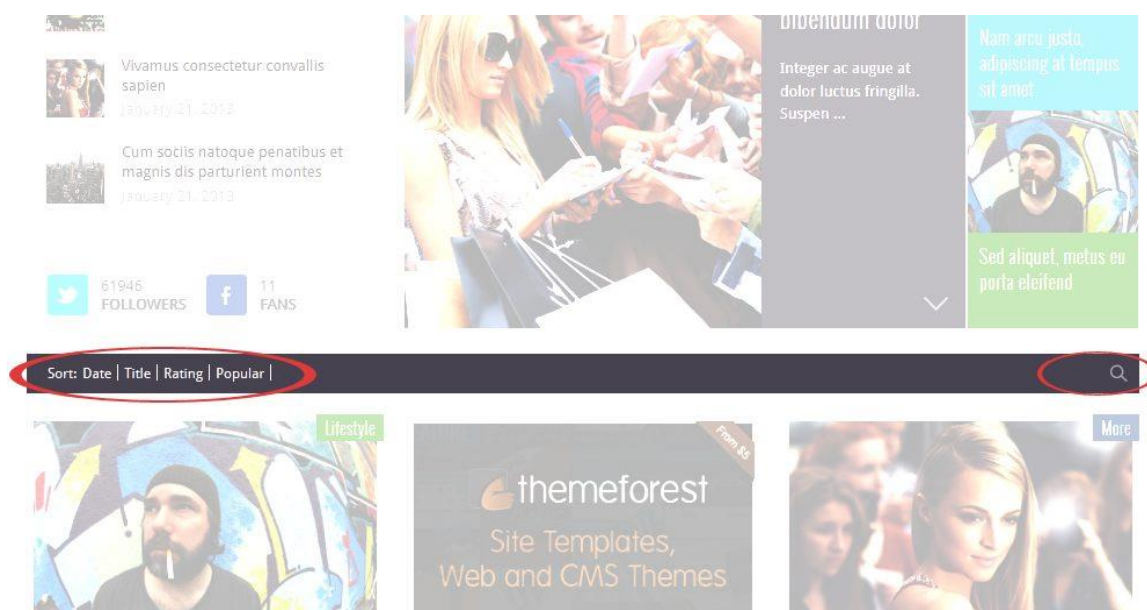 Vivamus consectetur convallis
sapien
January 21, 2013
Cum sociis natoque penatibus et
magnis dis parturient montes
January 21, 2013
61946
FOLLOWERS
f
11
FANS
bibendum dolor
Integer ac augue at
dolor luctus fringilla.
Suspen ...
Nam arcu justo,
adipiscing at tempus
sit amet
Sed aliquet, metus eu
porta eleifend
Sort: Date | Title | Rating | Popular |
Lifestyle
From $5
themeforest
Site Templates,
Web and CMS Themes
More